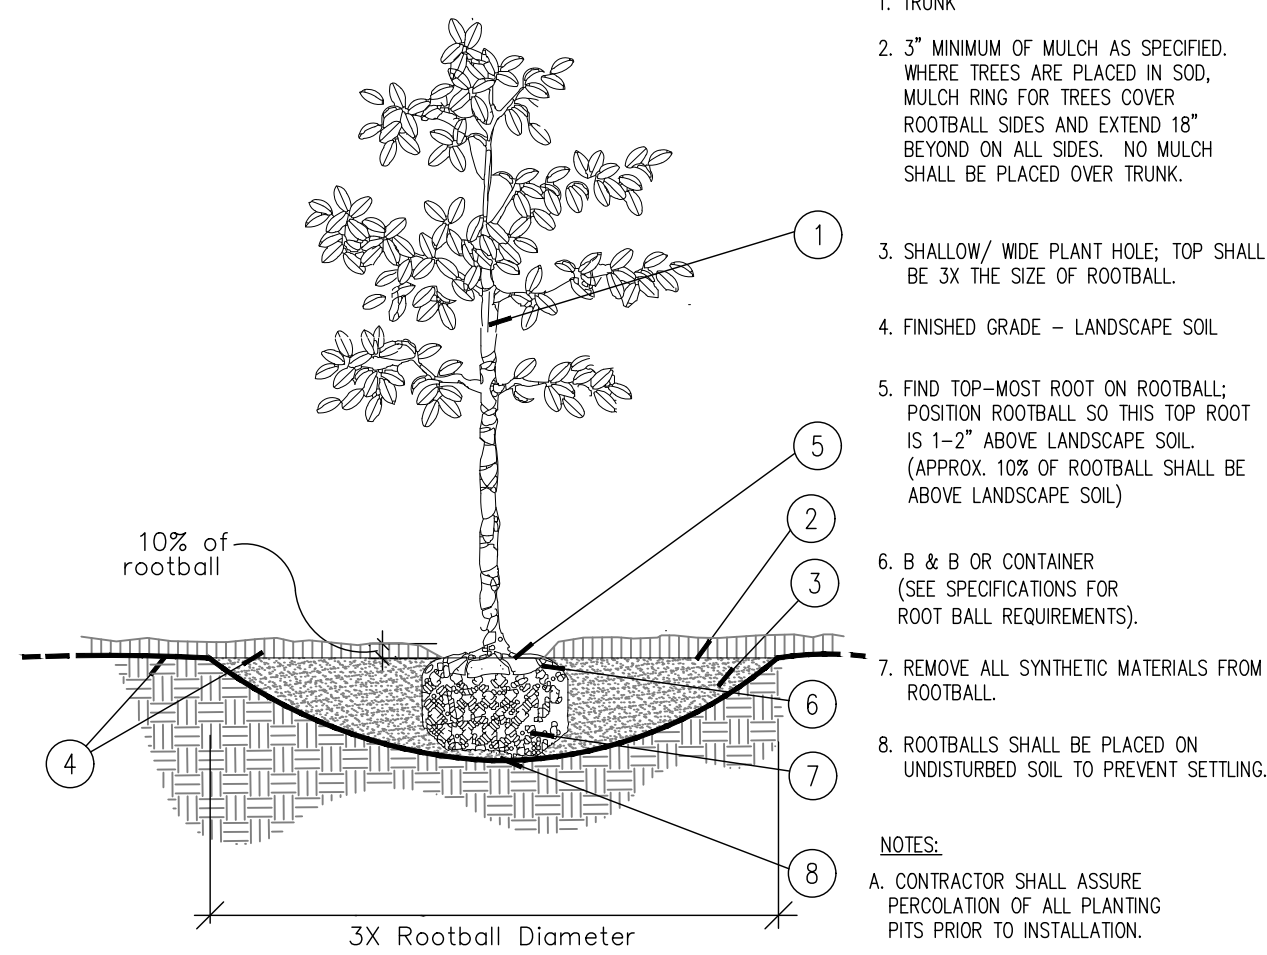 1. TRUNK
2. 3" MINIMUM OF MULCH AS SPECIFIED.
WHERE TREES ARE PLACED IN SOD,
MULCH RING FOR TREES COVER
ROOTBALL SIDES AND EXTEND 18"
BEYOND ON ALL SIDES. NO MULCH
SHALL BE PLACED OVER TRUNK.
3. SHALLOW/ WIDE PLANT HOLE; TOP SHALL
BE 3X THE SIZE OF ROOTBALL.
4. FINISHED GRADE – LANDSCAPE SOIL
5. FIND TOP–MOST ROOT ON ROOTBALL;
POSITION ROOTBALL SO THIS TOP ROOT
IS 1–2" ABOVE LANDSCAPE SOIL.
(APPROX. 10% OF ROOTBALL SHALL BE
ABOVE LANDSCAPE SOIL)
6. B & B OR CONTAINER
(SEE SPECIFICATIONS FOR
ROOT BALL REQUIREMENTS).
7. REMOVE ALL SYNTHETIC MATERIALS FROM
ROOTBALL.
8. ROOTBALLS SHALL BE PLACED ON
UNDISTURBED SOIL TO PREVENT SETTLING.
NOTES:
A. CONTRACTOR SHALL ASSURE
PERCOLATION OF ALL PLANTING
PITS PRIOR TO INSTALLATION.
1
5
2
3
6
7
8
4
10% of
rootball
3X Rootball Diameter